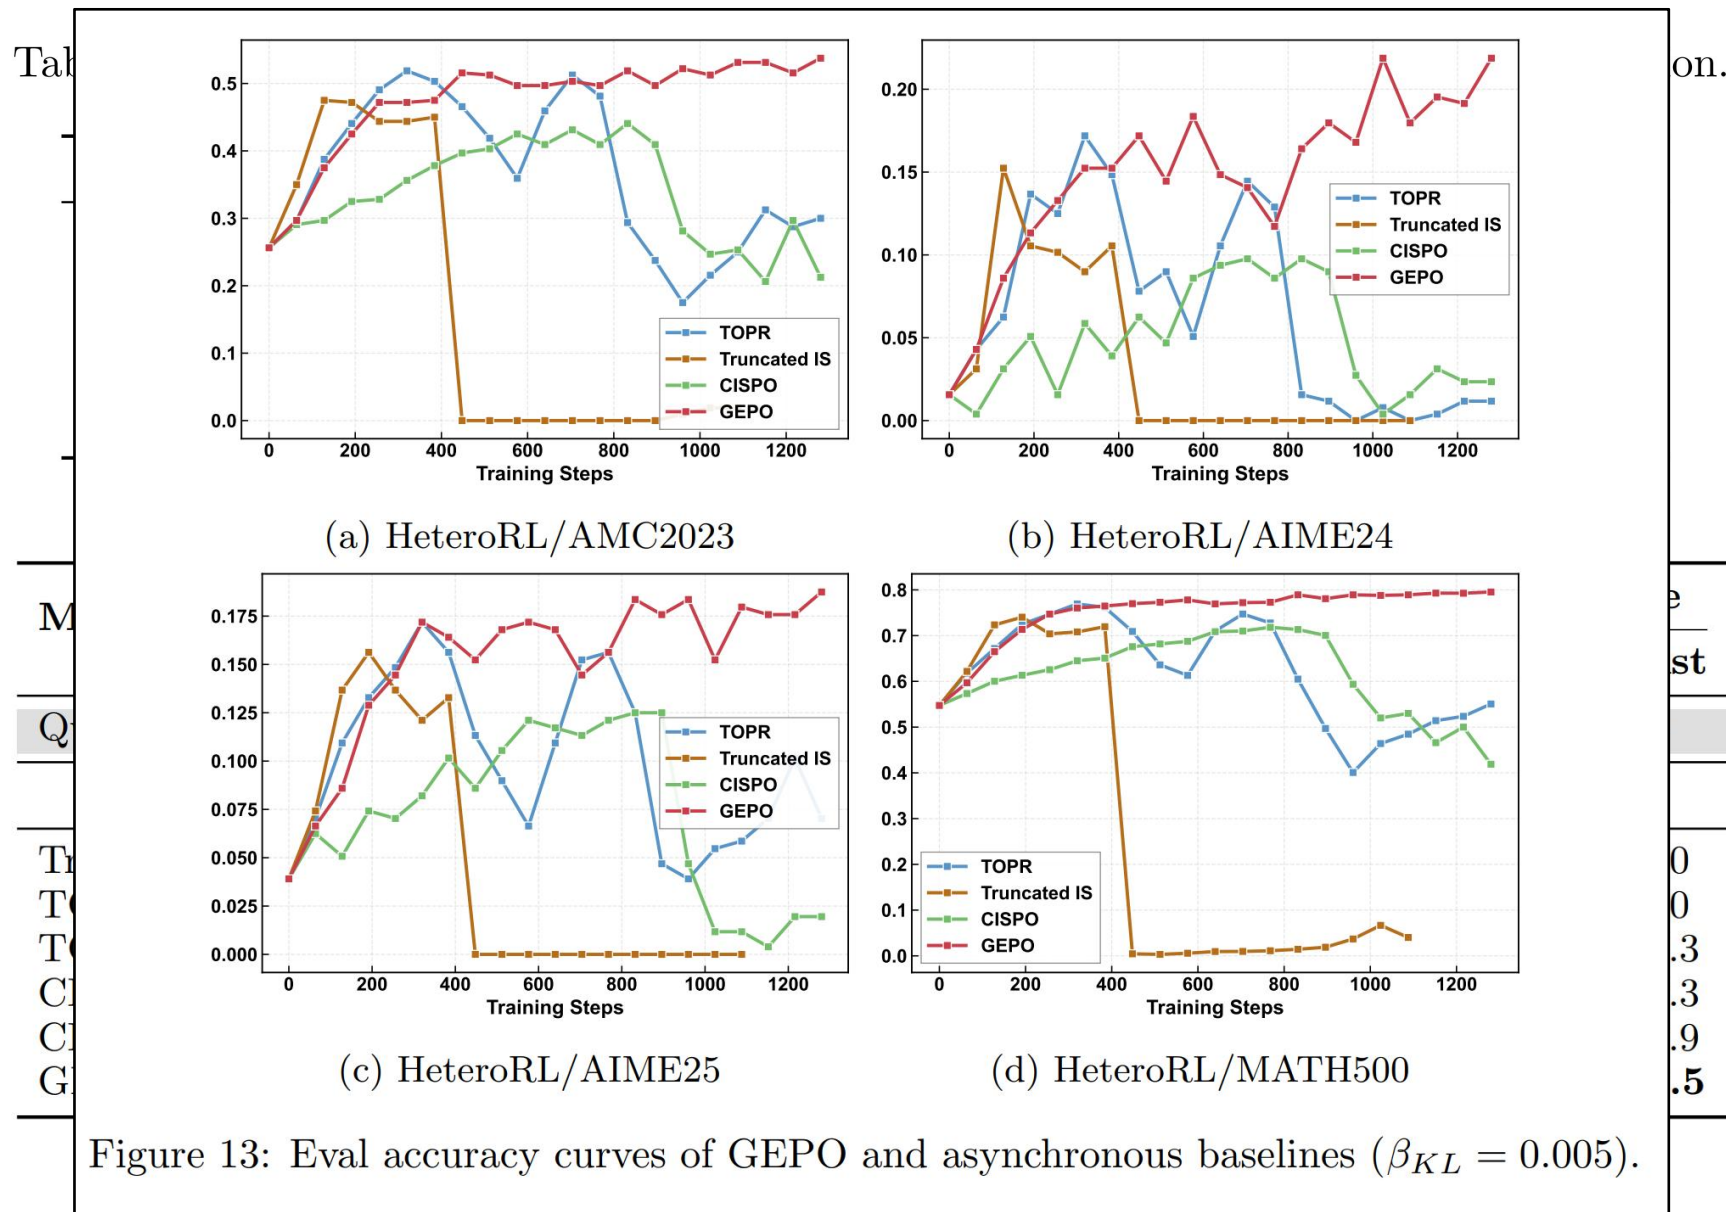 Tab
on.
0.5
0.4
0.3
0.2
0.1
0.0
0 200 400 600 800 1000 1200
Training Steps
TOPR
Truncated IS
CISPO
GEPO
(a) HeteroRL/AMC2023
0.20
0.15
0.10
0.05
0.00
0 200 400 600 800 1000 1200
Training Steps
TOPR
Truncated IS
CISPO
GEPO
(b) HeteroRL/AIME24
0.175
0.150
0.125
0.100
0.075
0.050
0.025
0.000
0 200 400 600 800 1000 1200
Training Steps
TOPR
Truncated IS
CISPO
GEPO
(c) HeteroRL/AIME25
0.8
0.7
0.6
0.5
0.4
0.3
0.2
0.1
0.0
0 200 400 600 800 1000 1200
Training Steps
TOPR
Truncated IS
CISPO
GEPO
(d) HeteroRL/MATH500
M
e
st
0
0
.3
.3
.9
.5
Figure 13: Eval accuracy curves of GEPO and asynchronous baselines (β_KL = 0.005).